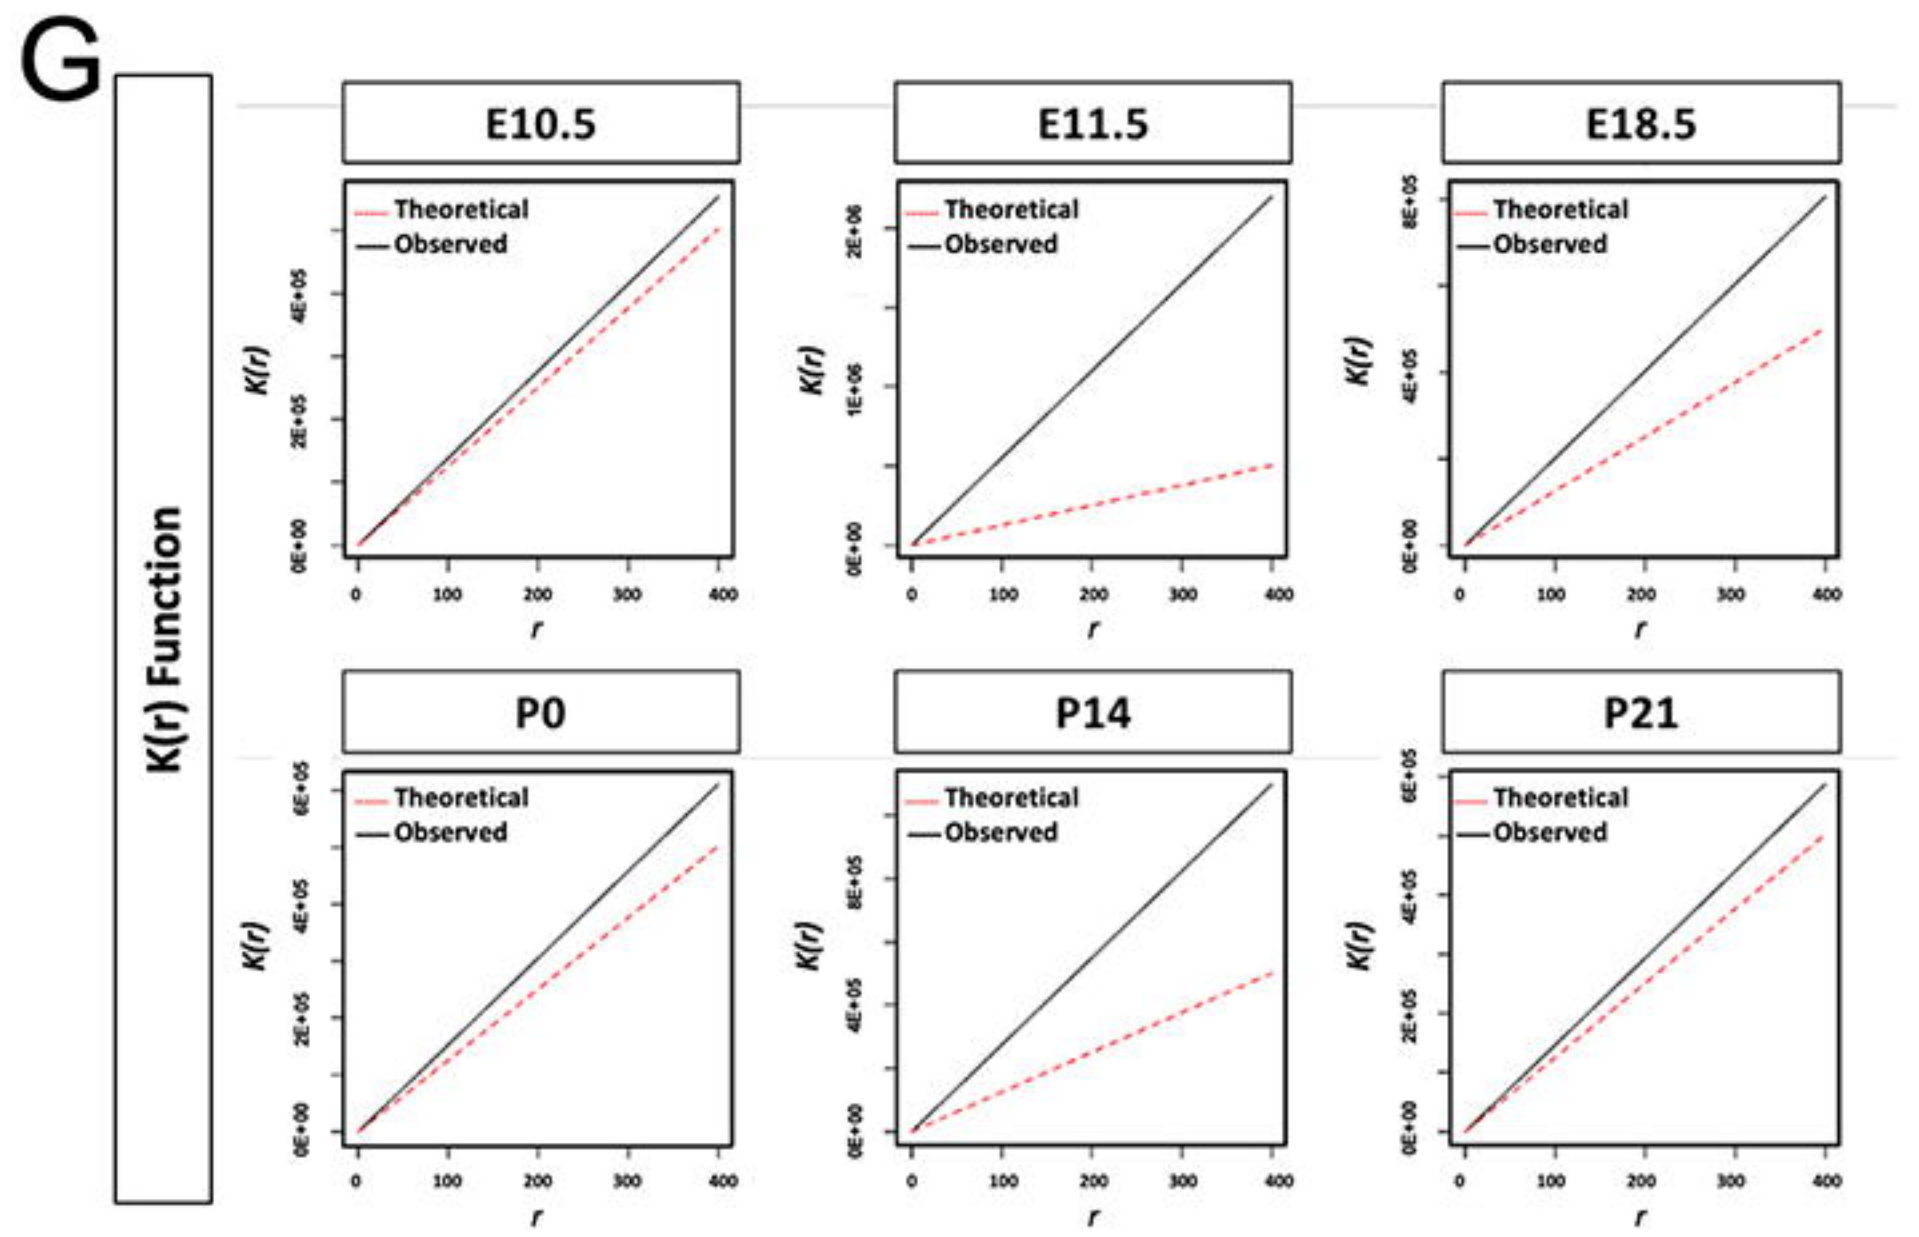 G
K(r) Function
E10.5
E11.5
E18.5
Theoretical
Observed
K(r)
0E+00
2E+05
4E+05
0
100
200
300
400
r
Theoretical
Observed
K(r)
0E+00
1E+06
2E+06
0
100
200
300
400
r
Theoretical
Observed
K(r)
0E+00
4E+05
8E+05
0
100
200
300
400
r
P0
P14
P21
Theoretical
Observed
K(r)
0E+00
2E+05
4E+05
6E+05
0
100
200
300
400
r
Theoretical
Observed
K(r)
0E+00
4E+05
8E+05
0
100
200
300
400
r
Theoretical
Observed
K(r)
0E+00
2E+05
4E+05
6E+05
0
100
200
300
400
r